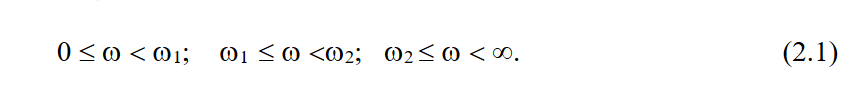 0 ≤ ω < ω₁; ω₁ ≤ ω <ω₂; ω₂ ≤ ω < ∞. (2.1)